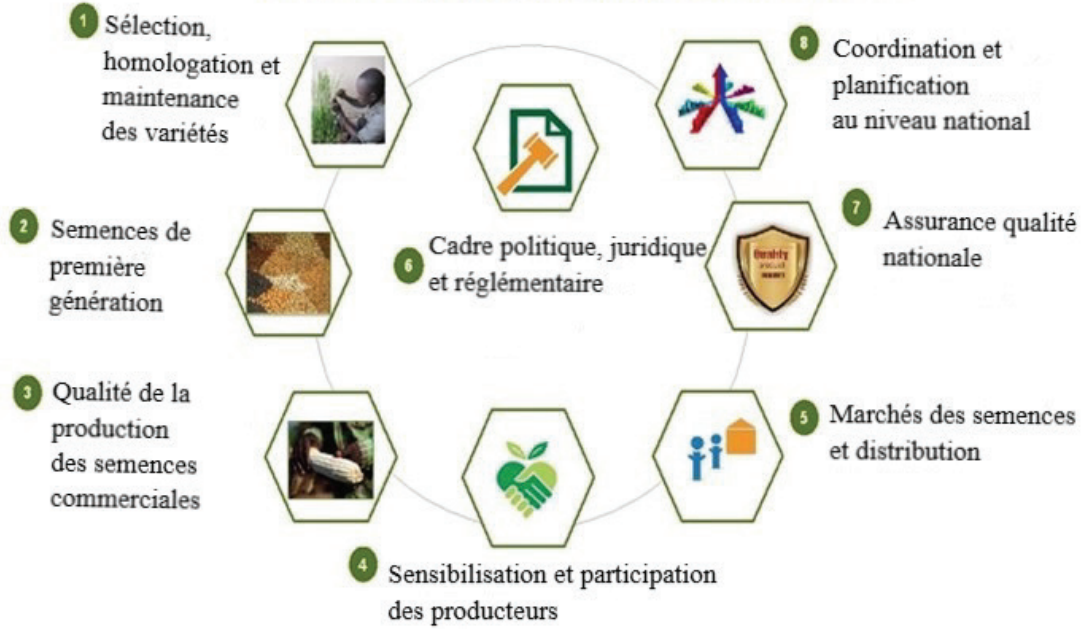 1
Sélection,
homologation et
maintenance
des variétés
2
Semences de
première
génération
3
Qualité de la
production
des semences
commerciales
4
Sensibilisation et participation
des producteurs
5
Marchés des semences
et distribution
6
Cadre politique, juridique
et réglémentaire
7
Assurance qualité
nationale
Quality
8
Coordination et
planification
au niveau national